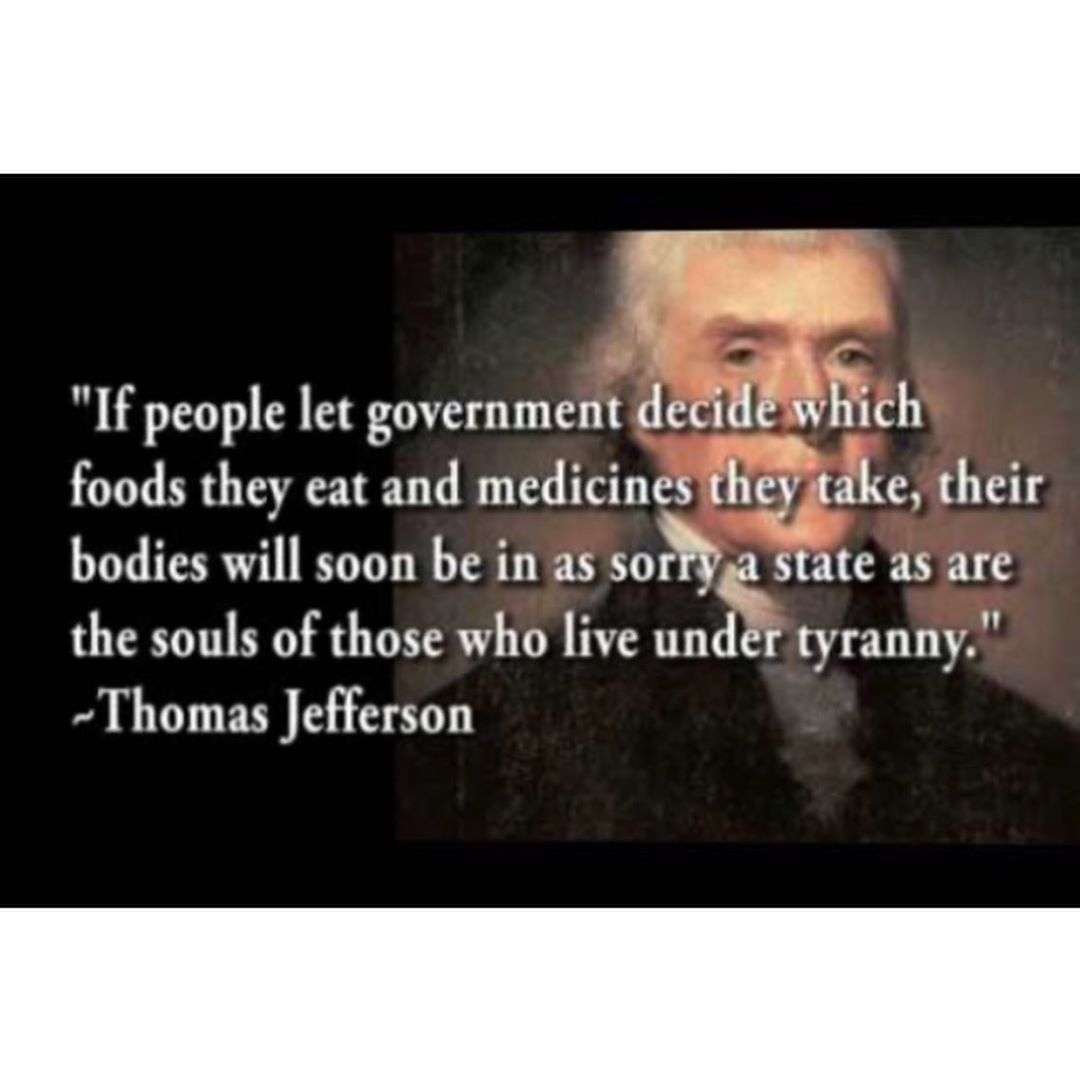 "If people let government decide which
foods they eat and medicines they take, their
bodies will soon be in as sorry a state as are
the souls of those who live under tyranny."
~Thomas Jefferson